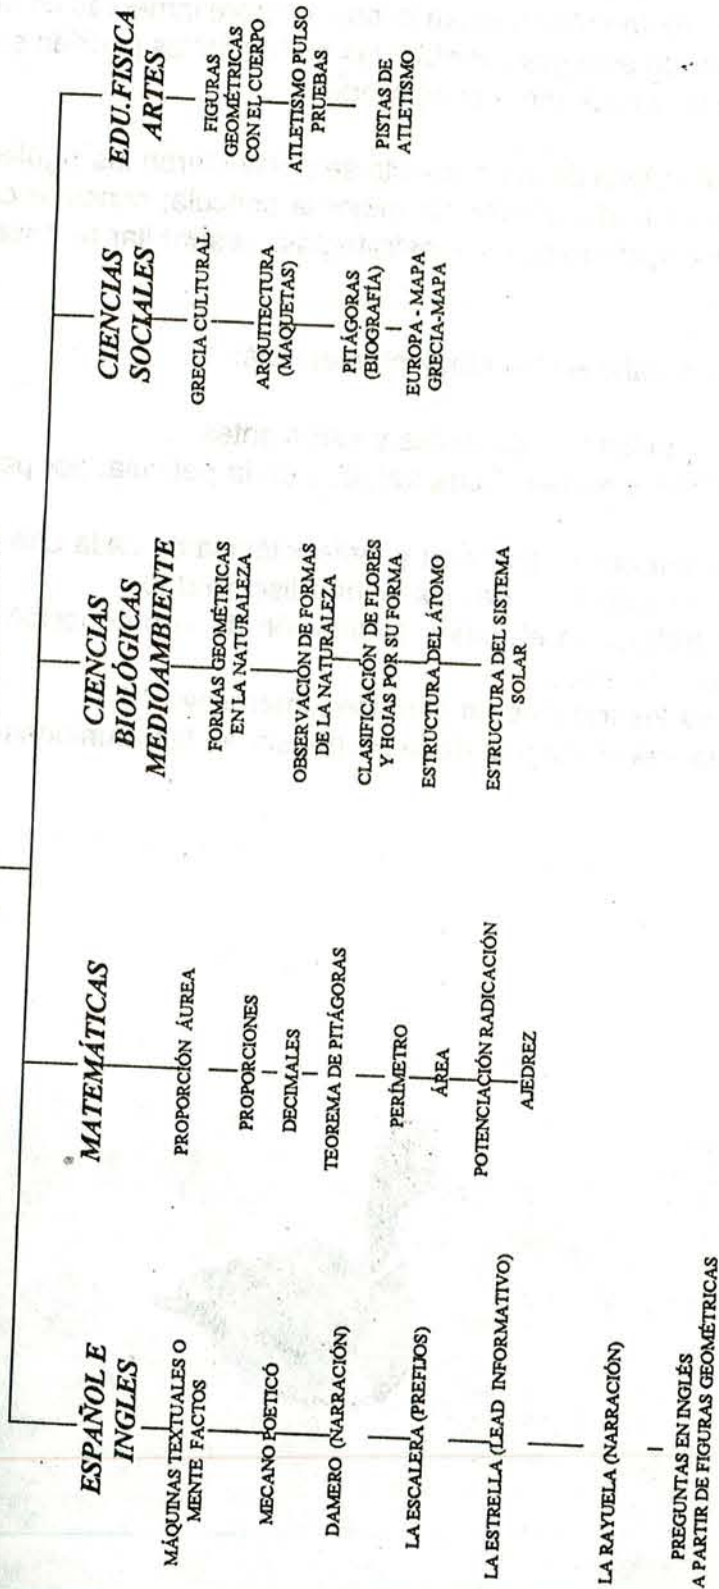 ESPAÑOL E
INGLES
MÁQUINAS TEXTUALES O
MENTE FACTOS
MECANO POETICÓ
DAMERO (NARRACIÓN)
LA ESCALERA (PREFIJOS)
LA ESTRELLA (LEAD INFORMATIVO)
LA RAYUELA (NARRACIÓN)
PREGUNTAS EN INGLÉS
A PARTIR DE FIGURAS GEOMÉTRICAS
MATEMÁTICAS
PROPORCIÓN ÁUREA
PROPORCIONES
DECIMALES
TEOREMA DE PITÁGORAS
PERÍMETRO
ÁREA
POTENCIACIÓN RADICACIÓN
AJEDREZ
CIENCIAS
BIOLÓGICAS
MEDIOAMBIENTE
FORMAS GEOMÉTRICAS
EN LA NATURALEZA
OBSERVACION DE FORMAS
DE LA NATURALEZA
CLASIFICACIÓN DE FLORES
Y HOJAS POR SU FORMA
ESTRUCTURA DEL ÁTOMO
ESTRUCTURA DEL SISTEMA
SOLAR
CIENCIAS
SOCIALES
GRECIA CULTURAL
ARQUITECTURA
(MAQUETAS)
PITÁGORAS
(BIOGRAFÍA)
EUROPA - MAPA
GRECIA-MAPA
EDU.FISICA
ARTES
FIGURAS
GEOMÉTRICAS
CON EL CUERPO
ATLETISMO PULSO
PRUEBAS
PISTAS DE
ATLETISMO